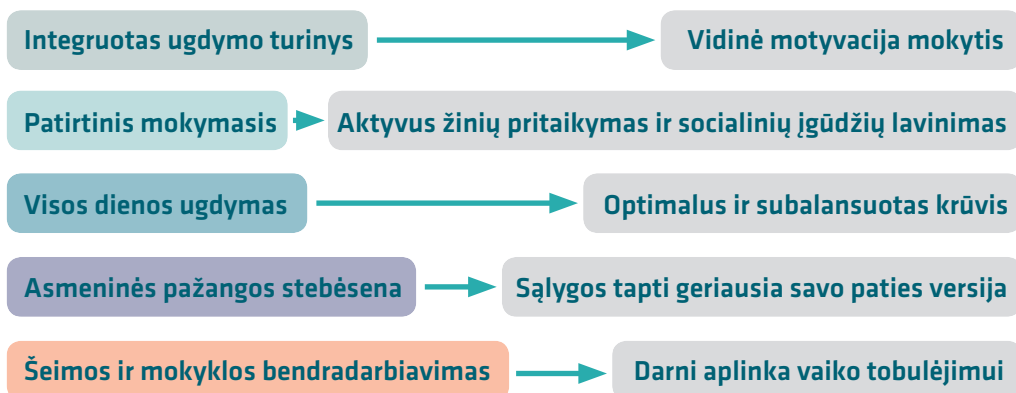 Integruotas ugdymo turinys
Vidinė motyvacija mokytis
Patirtinis mokymasis
Aktyvus žinių pritaikymas ir socialinių įgūdžių lavinimas
Visos dienos ugdymas
Optimalus ir subalansuotas krūvis
Asmeninės pažangos stebėsena
Sąlygos tapti geriausia savo paties versija
Šeimos ir mokyklos bendradarbiavimas
Darni aplinka vaiko tobulėjimui